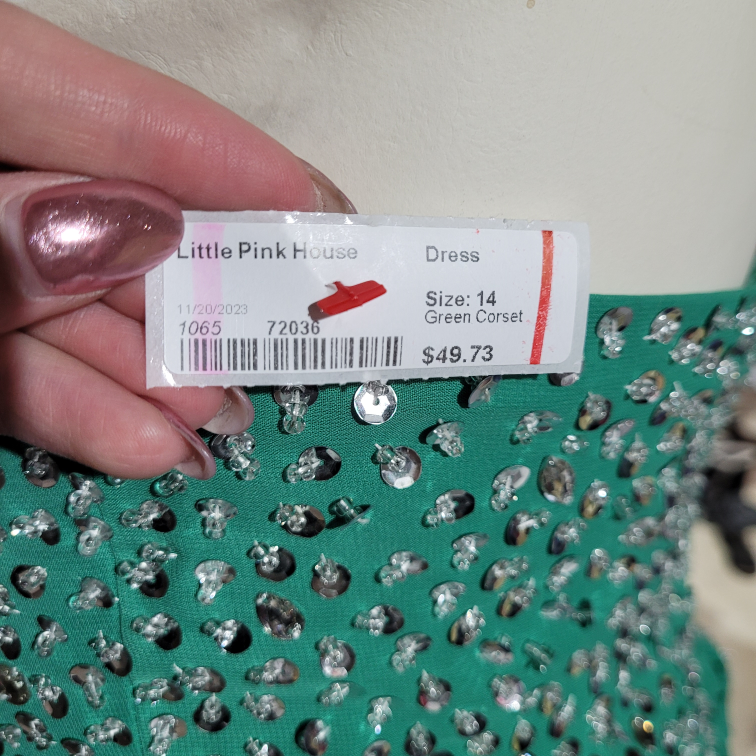 Little Pink House
Dress
11/20/2023
Size: 14
1065 72036
Green Corset
$49.73